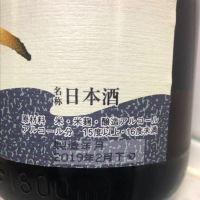 名称 日本酒
原材料 米・米麹・醸造アルコール
アルコール分 15度以上・16度未満
製造年月
2019年2月下